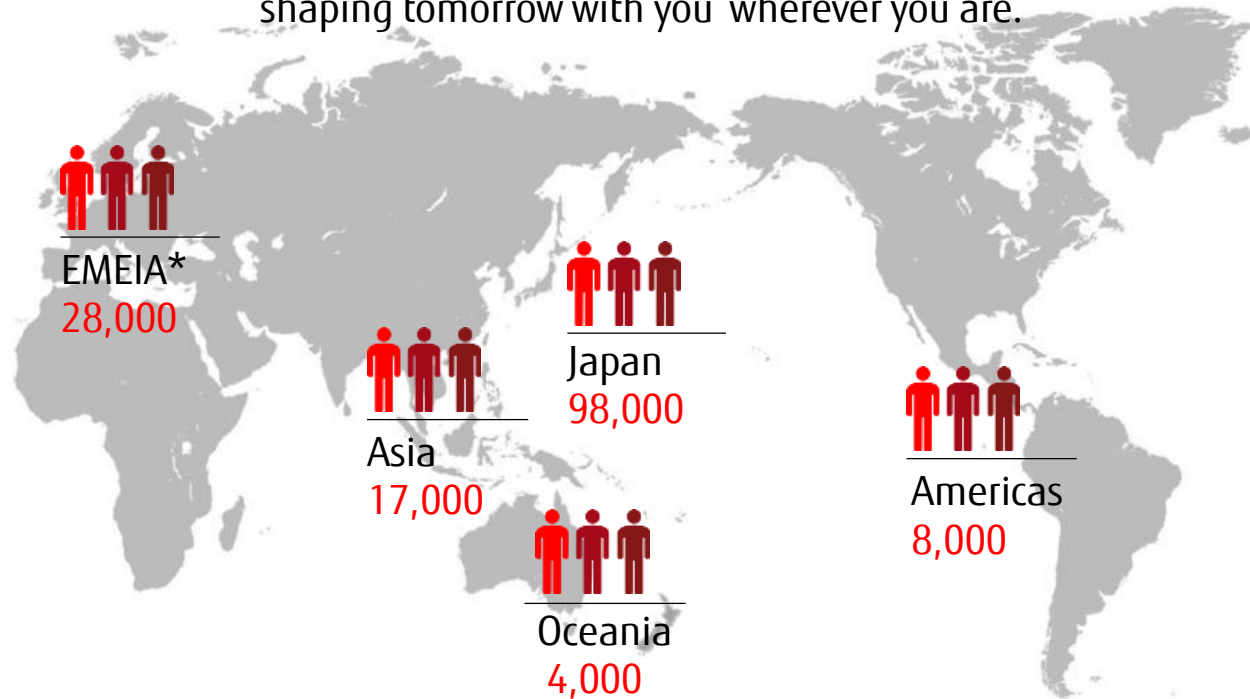 shaping tomorrow with you wherever you are.
EMEIA*
28,000
Japan
98,000
Asia
17,000
Americas
8,000
Oceania
4,000